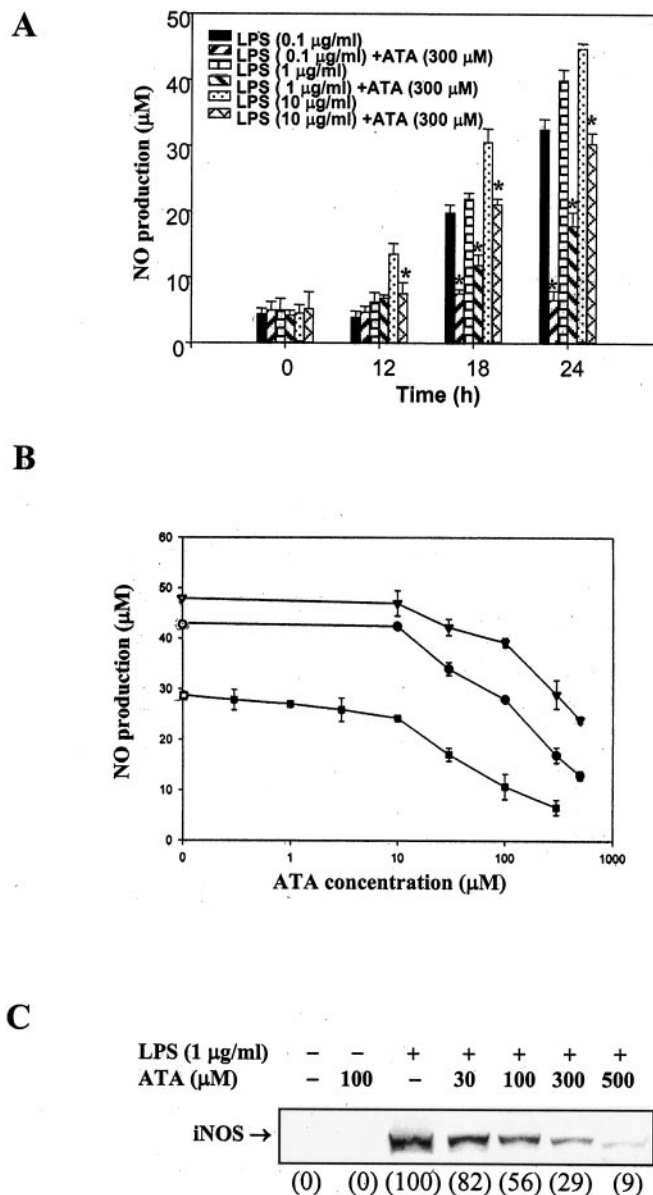 A
NO production (μM)
50
40
30
20
10
0
LPS (0.1 μg/ml)
LPS ( 0.1 μg/ml) +ATA (300 μM)
LPS (1 μg/ml)
LPS ( 1 μg/ml) +ATA (300 μM)
LPS (10 μg/ml)
LPS (10 μg/ml) +ATA (300 μM)
* * * * * * *
0 12 18 24
Time (h)
B
NO production (μM)
60
50
40
30
20
10
0
0 1 10 100 1000
ATA concentration (μM)
C
LPS (1 μg/ml) – – + + + + +
ATA (μM) – 100 – 30 100 300 500
iNOS →
(0) (0) (100) (82) (56) (29) (9)